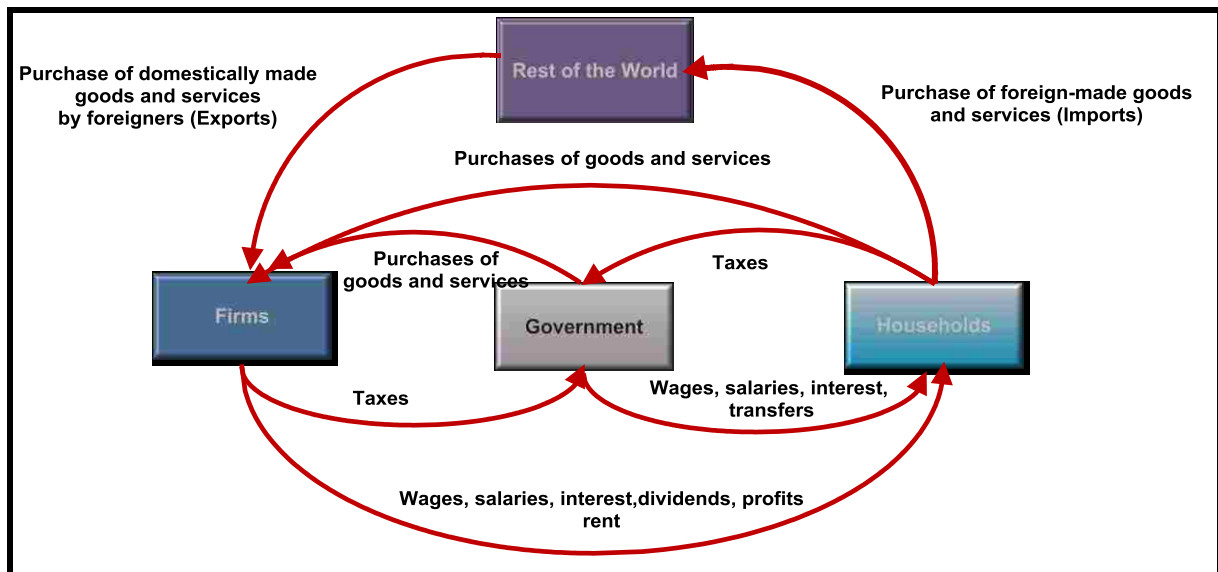 Rest of the World
Purchase of domestically made
goods and services
by foreigners (Exports)
Purchase of foreign-made goods
and services (Imports)
Purchases of goods and services
Purchases of
goods and services
Taxes
Firms
Government
Households
Taxes
Wages, salaries, interest,
transfers
Wages, salaries, interest,dividends, profits
rent